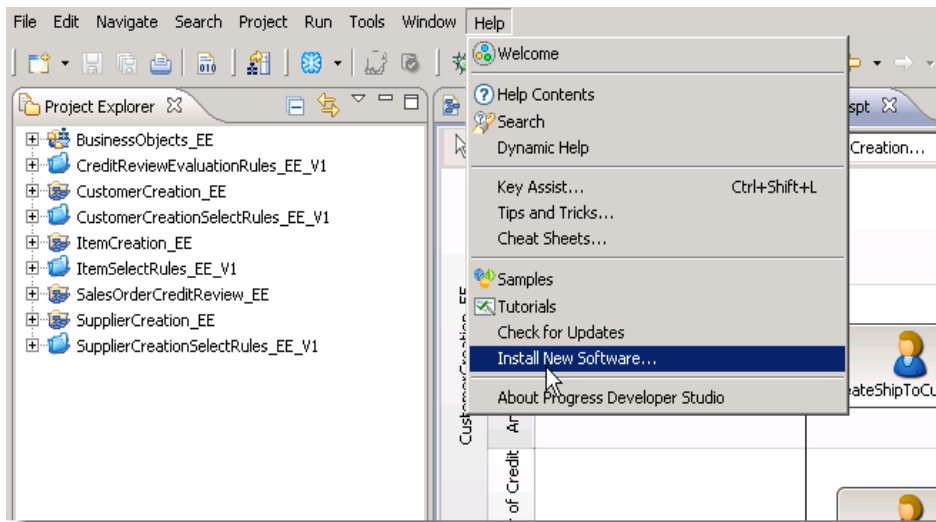 File Edit Navigate Search Project Run Tools Window Help
Welcome
Project Explorer
Help Contents
spt
BusinessObjects_EE
Search
CreditReviewEvaluationRules_EE_V1
Dynamic Help
Creation...
CustomerCreation_EE
Key Assist... Ctrl+Shift+L
CustomerCreationSelectRules_EE_V1
Tips and Tricks...
ItemCreation_EE
Cheat Sheets...
ItemSelectRules_EE_V1
Samples
SalesOrderCreditReview_EE
Tutorials
SupplierCreation_EE
Check for Updates
SupplierCreationSelectRules_EE_V1
Install New Software...
About Progress Developer Studio
eateShipToCu
CustomerCreation_EE
Ar
r of Credit